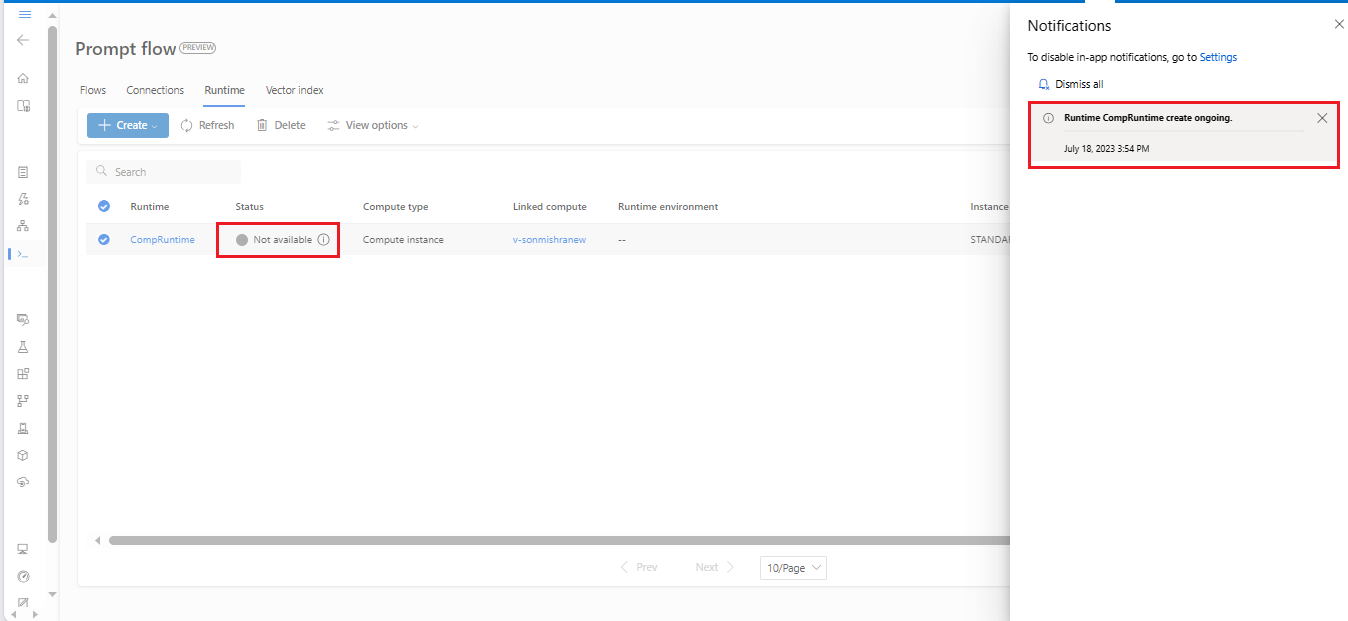 Prompt flow PREVIEW
Flows Connections Runtime Vector index
Create Refresh Delete View options
Search
Runtime Status Compute type Linked compute Runtime environment Instance
CompRuntime Not available Compute instance v-sonmishranew -- STANDAR
Prev Next 10/Page
Notifications
To disable in-app notifications, go to Settings
Dismiss all
Runtime CompRuntime create ongoing.
July 18, 2023 3:54 PM